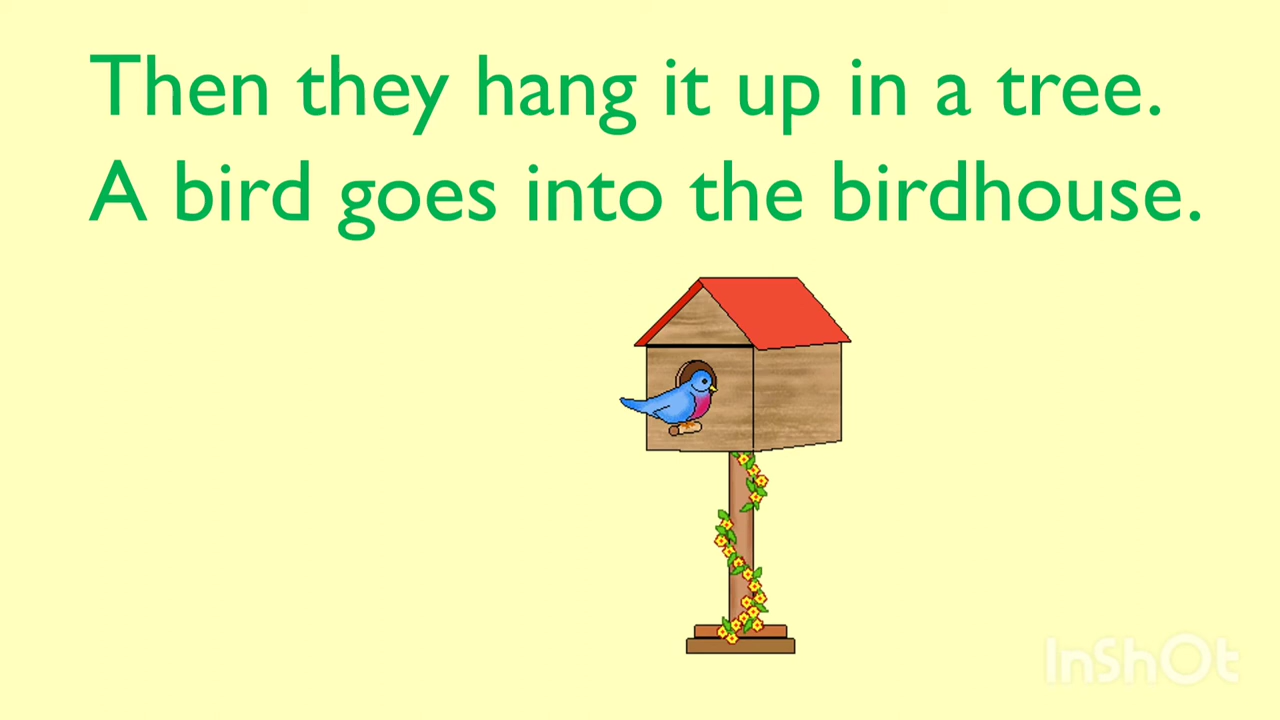 Then they hang it up in a tree.
A bird goes into the birdhouse.
InShOt